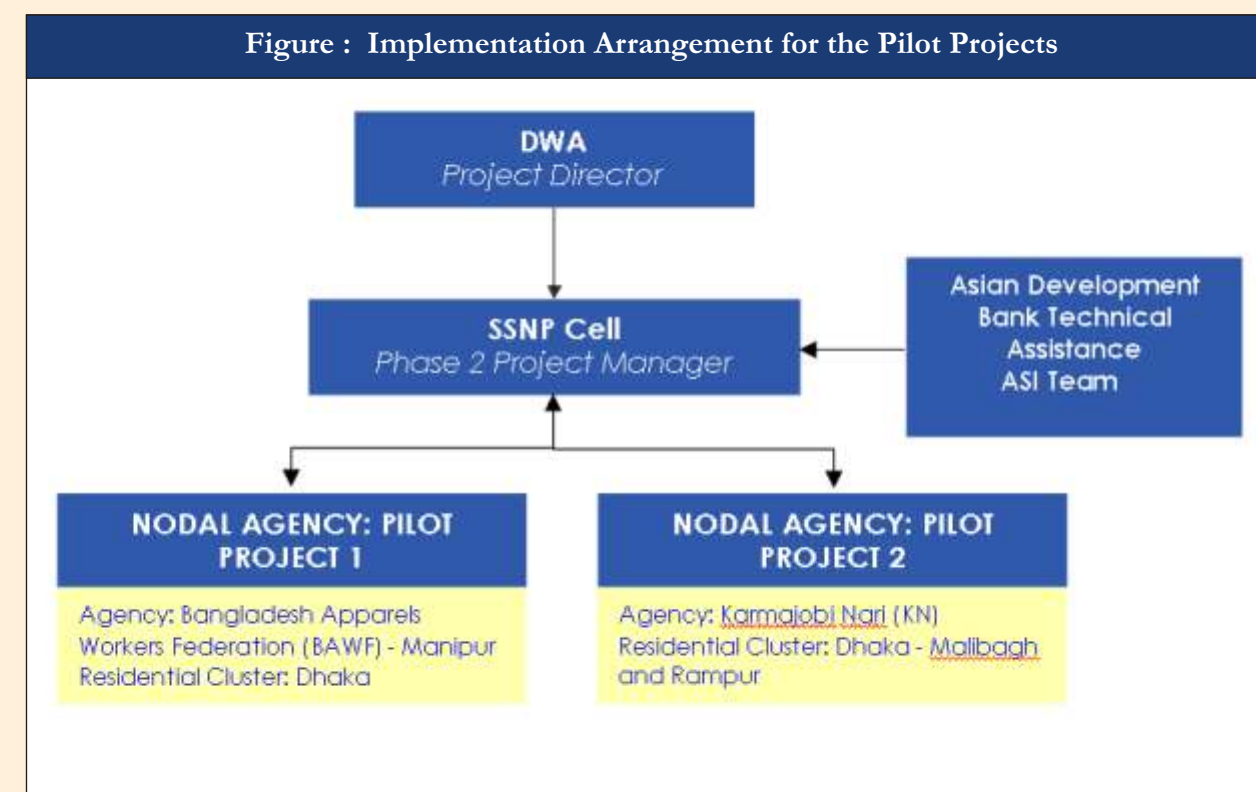 Figure : Implementation Arrangement for the Pilot Projects
DWA
Project Director
SSNP Cell
Phase 2 Project Manager
Asian Development
Bank Technical
Assistance
ASI Team
NODAL AGENCY: PILOT
PROJECT 1
Agency: Bangladesh Apparels
Workers Federation (BAWF) - Manipur
Residential Cluster: Dhaka
NODAL AGENCY: PILOT
PROJECT 2
Agency: Karmajobi Nari (KN)
Residential Cluster: Dhaka - Malibagh
and Rampur